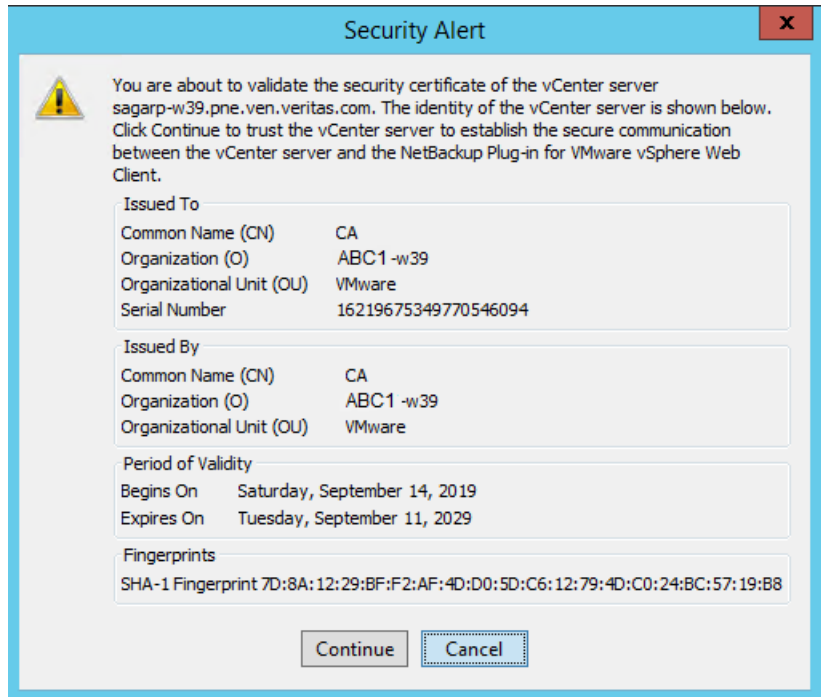 Security Alert
x
You are about to validate the security certificate of the vCenter server
sagarp-w39.pne.ven.veritas.com. The identity of the vCenter server is shown below.
Click Continue to trust the vCenter server to establish the secure communication
between the vCenter server and the NetBackup Plug-in for VMware vSphere Web
Client.
Issued To
Common Name (CN) CA
Organization (O) ABC1 -w39
Organizational Unit (OU) VMware
Serial Number 16219675349770546094
Issued By
Common Name (CN) CA
Organization (O) ABC1 -w39
Organizational Unit (OU) VMware
Period of Validity
Begins On Saturday, September 14, 2019
Expires On Tuesday, September 11, 2029
Fingerprints
SHA-1 Fingerprint 7D:8A:12:29:BF:F2:AF:4D:D0:5D:C6:12:79:4D:C0:24:BC:57:19:B8
Continue Cancel